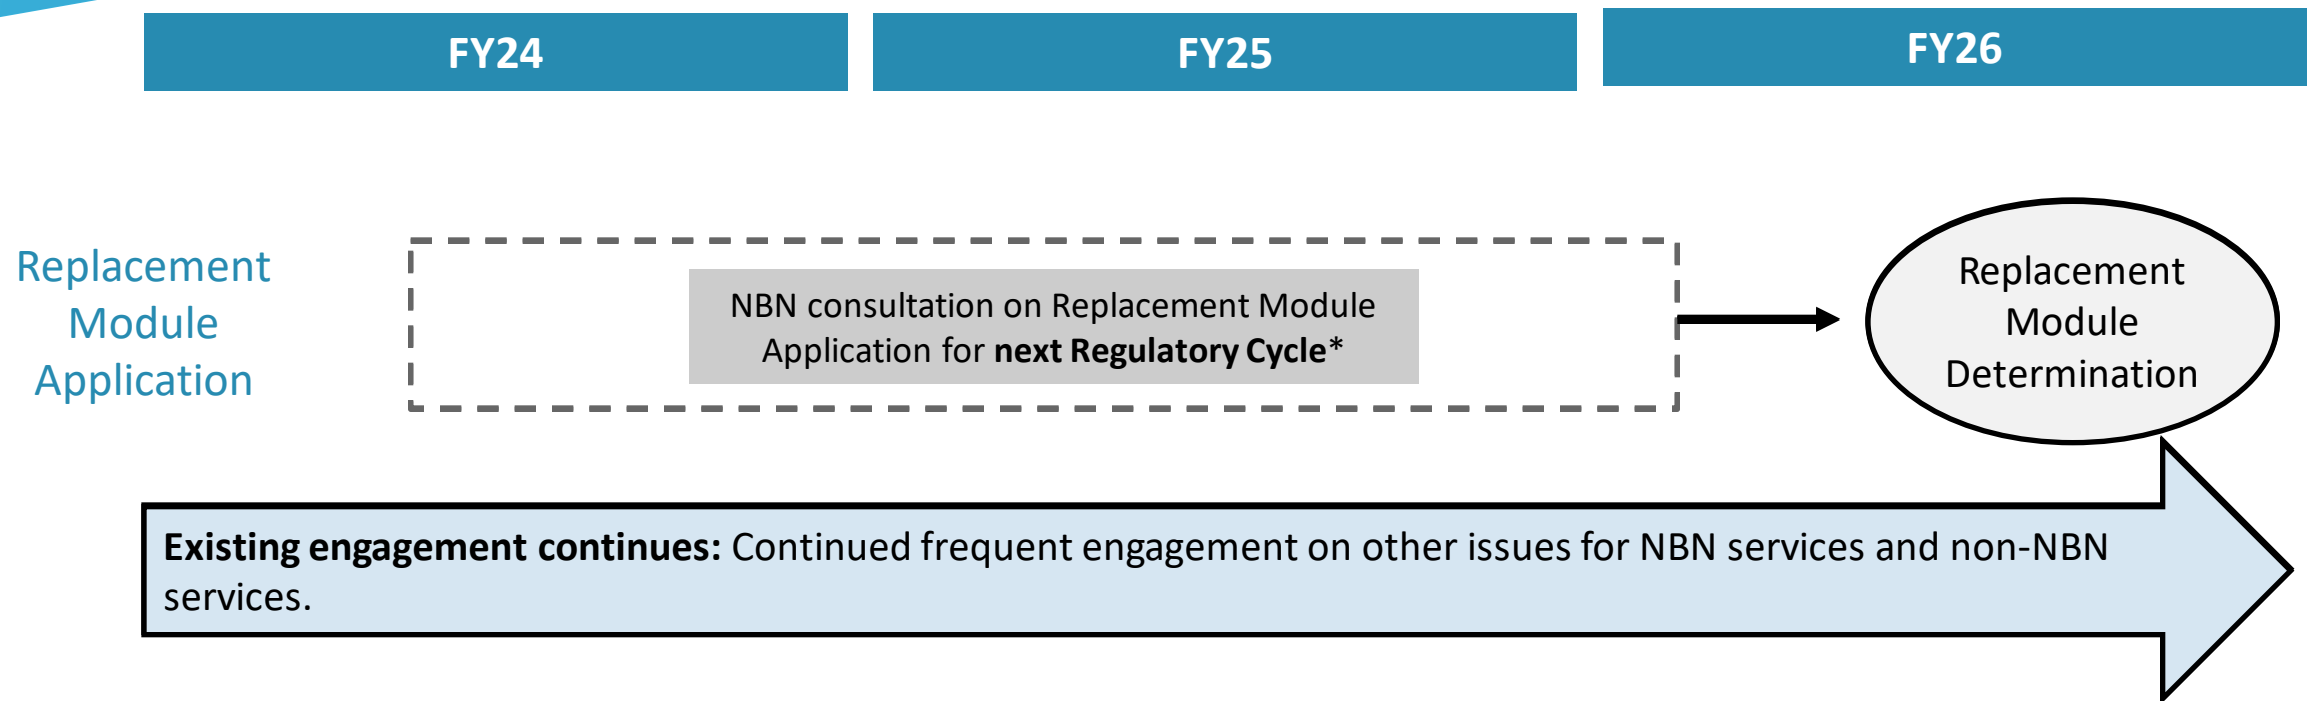 FY24
FY25
FY26
Replacement
Module
Application
NBN consultation on Replacement Module
Application for next Regulatory Cycle*
Replacement
Module
Determination
Existing engagement continues: Continued frequent engagement on other issues for NBN services and non-NBN
services.